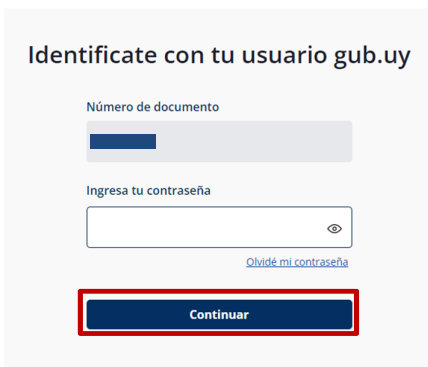 Identificate con tu usuario gub.uy
Número de documento
Ingresa tu contraseña
Olvidé mi contraseña
Continuar